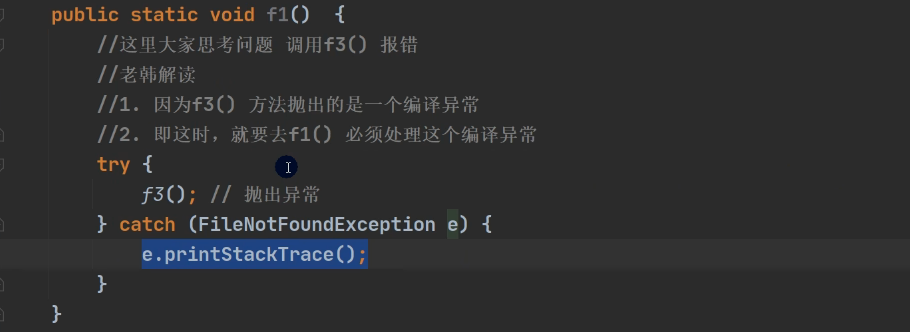 public static void f1()  {
//这里大家思考问题 调用f3() 报错
//老韩解读
//1. 因为f3() 方法抛出的是一个编译异常
//2. 即这时，就要去f1() 必须处理这个编译异常
try {
f3(); // 抛出异常
} catch (FileNotFoundException e) {
e.printStackTrace();
}
}